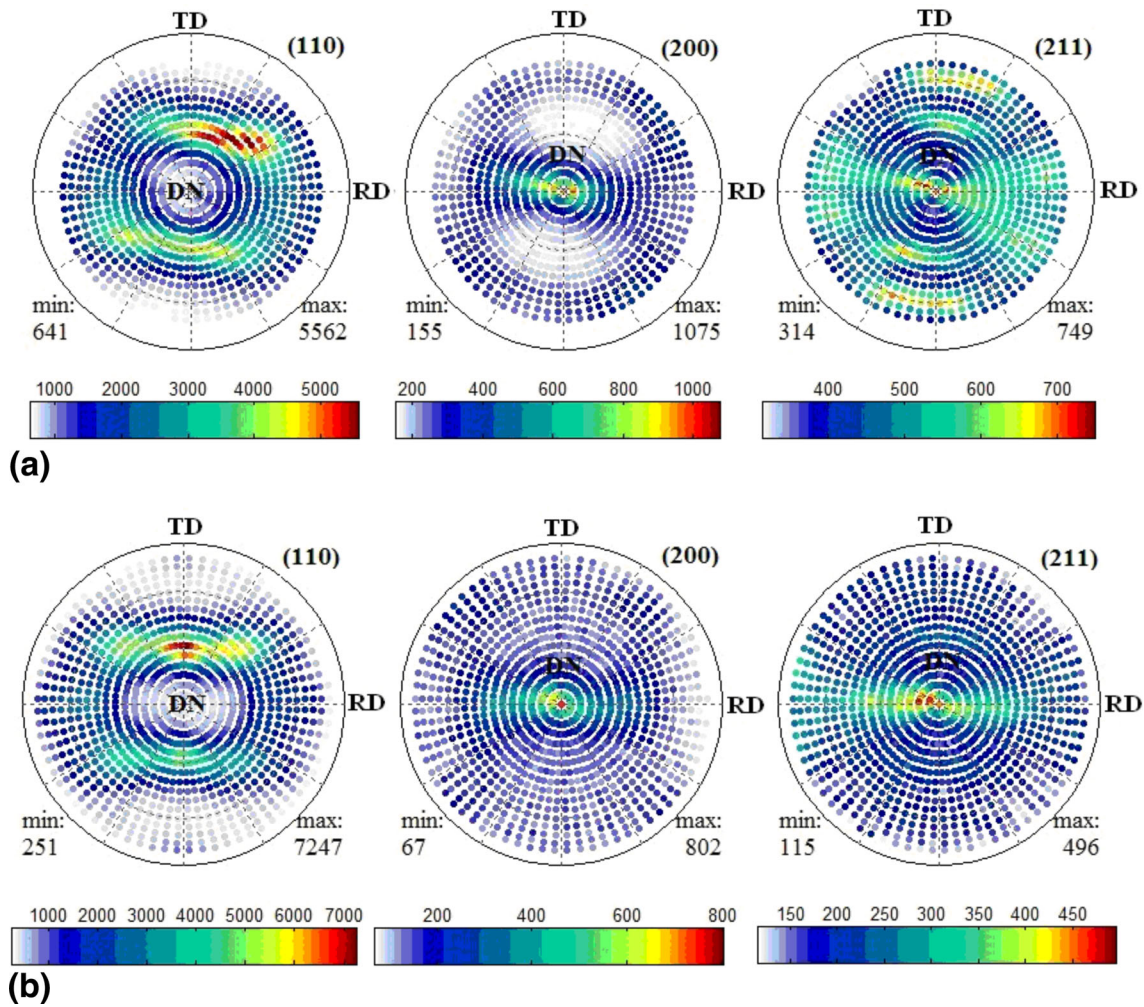 TD
(110)
DN
RD
min:
641
max:
5562
1000 2000 3000 4000 5000
TD
(200)
DN
RD
min:
155
max:
1075
200 400 600 800 1000
TD
(211)
DN
RD
min:
314
max:
749
400 500 600 700
(a)
TD
(110)
DN
RD
min:
251
max:
7247
1000 2000 3000 4000 5000 6000 7000
TD
(200)
DN
RD
min:
67
max:
802
200 400 600 800
TD
(211)
DN
RD
min:
115
max:
496
150 200 250 300 350 400 450
(b)